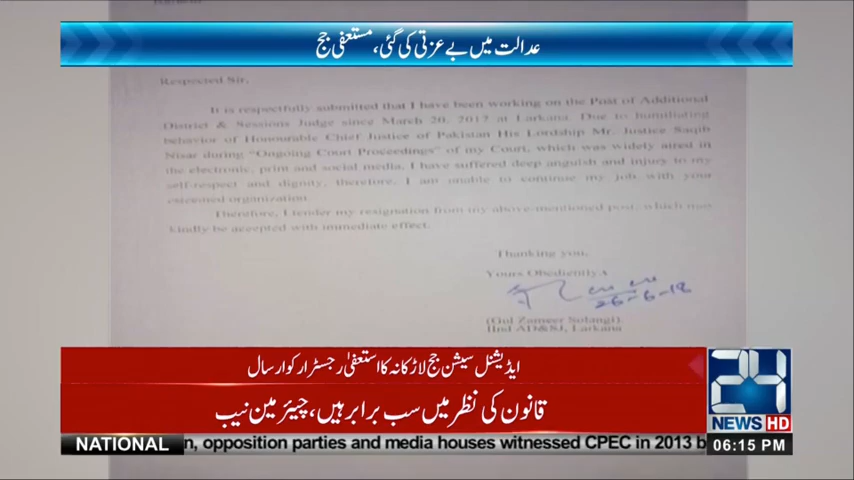 عدالت میں بے عزتی کی گئی، مستعفی جج
Respected Sir,
It is respectfully submitted that I have been working on the Post of Additional
District & Sessions Judge since March 20, 2017 at Larkana. Due to humiliating
behavior of Honourable Chief Justice of Pakistan His Lordship Mr. Justice Saqib
Nisar during "Ongoing Court Proceedings" of my Court, which was widely aired in
the electronic, print and social media, I have suffered deep anguish and injury to my
self-respect and dignity, therefore, I am unable to continue my job with your
esteemed organization.
Therefore, I tender my resignation from my above-mentioned post, which may
kindly be accepted with immediate effect.
Thanking you,
Yours Obediently,
26-6-18
(Gul Zameer Solangi)
IInd AD&SJ, Larkana
ایڈیشنل سیشن جج لاڑکانہ کا استعفیٰ رجسٹرار کو ارسال
قانون کی نظر میں سب برابر ہیں، چیئرمین نیب
24
NEWS HD
NATIONAL n, opposition parties and media houses witnessed CPEC in 2013 b 06:15 PM